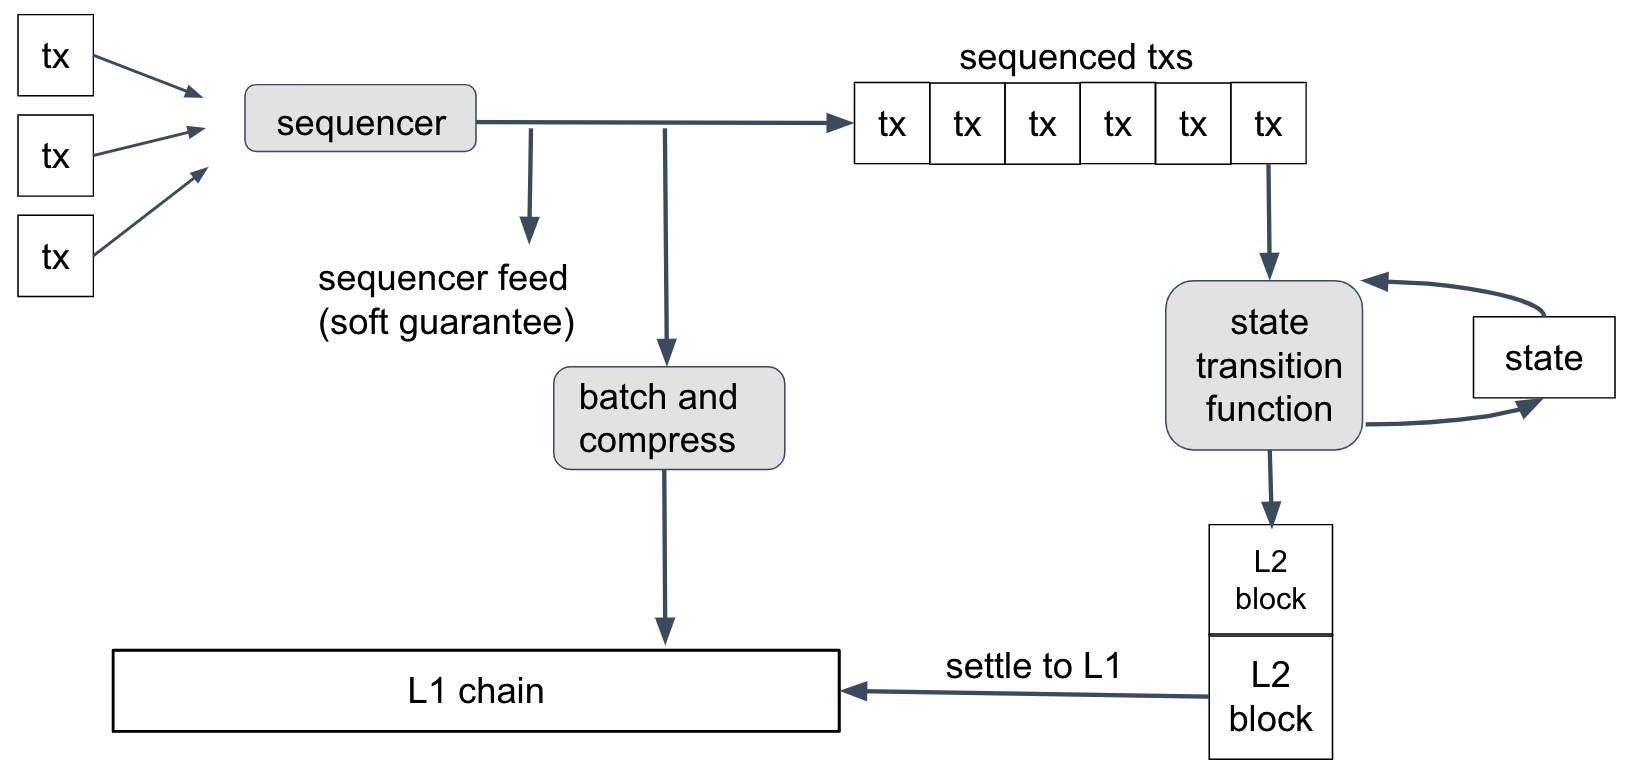 tx
tx
tx
sequencer
sequenced txs
tx tx tx tx tx tx
sequencer feed
(soft guarantee)
batch and
compress
state
transition
function
state
L2
block
L2
block
settle to L1
L1 chain